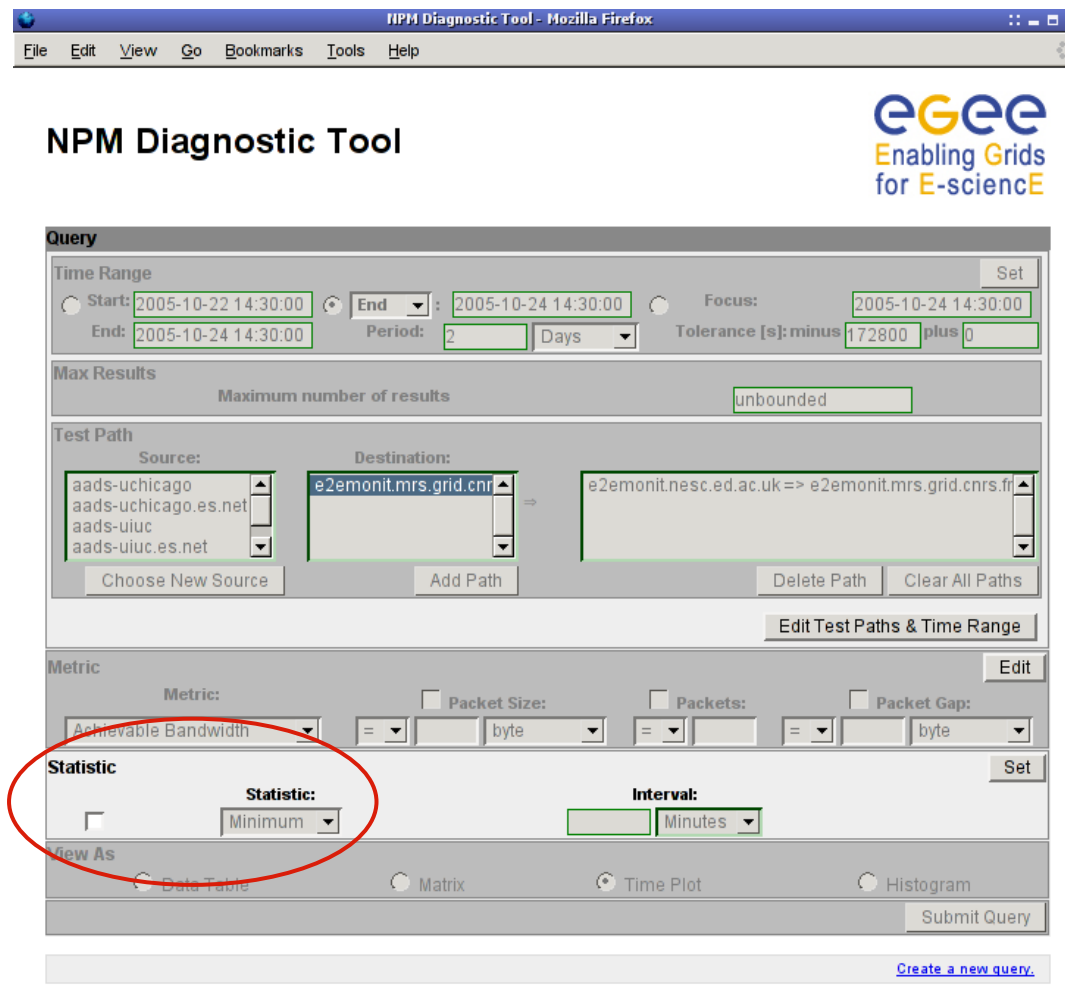 NPM Diagnostic Tool - Mozilla Firefox
File Edit View Go Bookmarks Tools Help
NPM Diagnostic Tool
eGee
Enabling Grids
for E-sciencE
Query
Time Range
Set
Start: 2005-10-22 14:30:00 End : 2005-10-24 14:30:00 Focus: 2005-10-24 14:30:00
End: 2005-10-24 14:30:00 Period: 2 Days Tolerance [s]: minus 172800 plus 0
Max Results
Maximum number of results unbounded
Test Path
Source: Destination:
aads-uchicago
aads-uchicago.es.net
aads-uiuc
aads-uiuc.es.net
e2emonit.mrs.grid.cnr
⇒
e2emonit.nesc.ed.ac.uk => e2emonit.mrs.grid.cnrs.fr
Choose New Source Add Path Delete Path Clear All Paths
Edit Test Paths & Time Range
Metric
Edit
Metric: Packet Size: Packets: Packet Gap:
Achievable Bandwidth = byte = = byte
Statistic
Set
Statistic: Interval:
Minimum Minutes
View As
Data Table Matrix Time Plot Histogram
Submit Query
Create a new query.